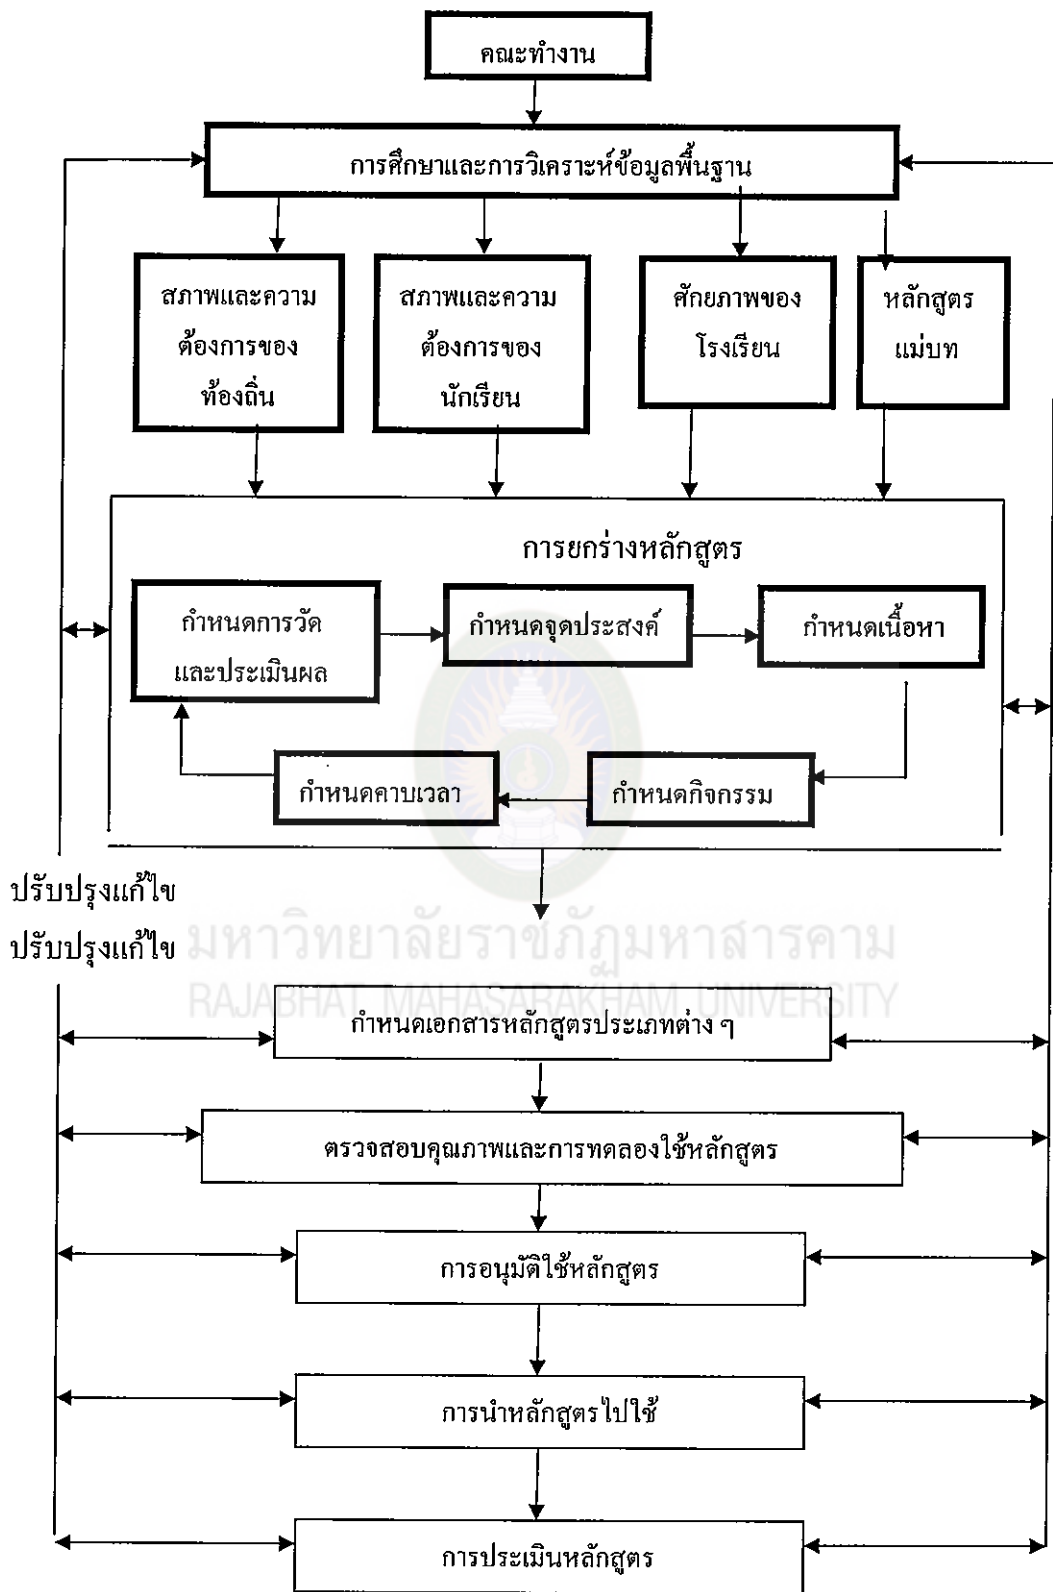 คณะทำงาน
การศึกษาและการวิเคราะห์ข้อมูลพื้นฐาน
สภาพและความ
ต้องการของ
ท้องถิ่น
สภาพและความ
ต้องการของ
นักเรียน
ศักยภาพของ
โรงเรียน
หลักสูตร
แม่บท
การยกร่างหลักสูตร
กำหนดการวัด
และประเมินผล
กำหนดจุดประสงค์
กำหนดเนื้อหา
กำหนดคาบเวลา
กำหนดกิจกรรม
ปรับปรุงแก้ไข
ปรับปรุงแก้ไข
มหาวิทยาลัยราชภัฏมหาสารคาม
RAJABHAT MAHASARAKHAM UNIVERSITY
กำหนดเอกสารหลักสูตรประเภทต่าง ๆ
ตรวจสอบคุณภาพและการทดลองใช้หลักสูตร
การอนุมัติใช้หลักสูตร
การนำหลักสูตรไปใช้
การประเมินหลักสูตร